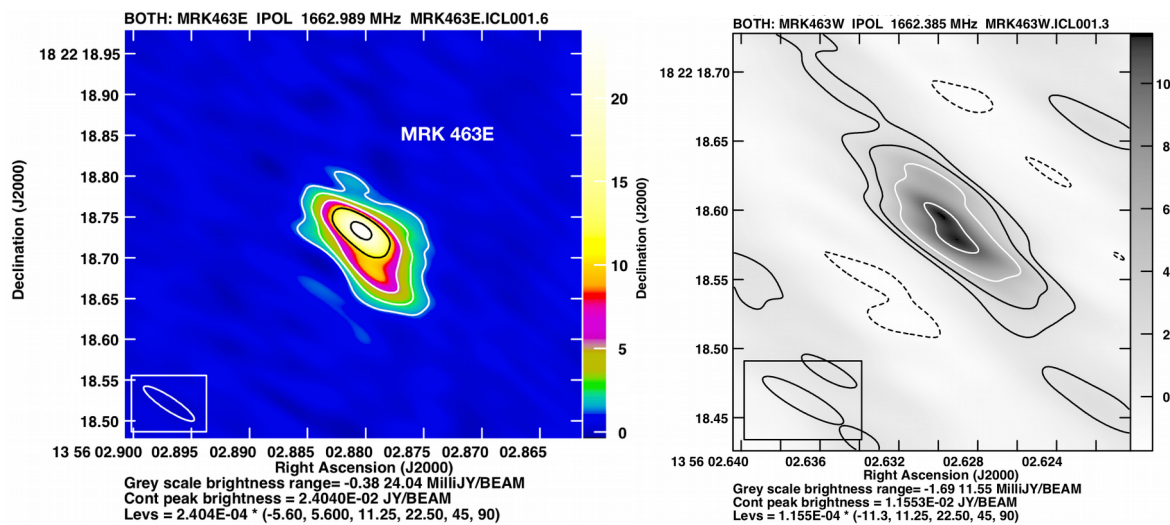 BOTH: MRK463E IPOL 1662.989 MHz MRK463E.ICL001.6
18 22 18.95
18.90
18.85
18.80
18.75
18.70
18.65
18.60
18.55
18.50
Declination (J2000)
MRK 463E
20
15
10
5
0
13 56 02.900 02.895 02.890 02.885 02.880 02.875 02.870 02.865
Right Ascension (J2000)
Grey scale brightness range= -0.38 24.04 MilliJY/BEAM
Cont peak brightness = 2.4040E-02 JY/BEAM
Levs = 2.404E-04 * (-5.60, 5.600, 11.25, 22.50, 45, 90)
BOTH: MRK463W IPOL 1662.385 MHz MRK463W.ICL001.3
18 22 18.70
18.65
18.60
18.55
18.50
18.45
Declination (J2000)
10
8
6
4
2
0
13 56 02.640 02.636 02.632 02.628 02.624
Right Ascension (J2000)
Grey scale brightness range= -1.69 11.55 MilliJY/BEAM
Cont peak brightness = 1.1553E-02 JY/BEAM
Levs = 1.155E-04 * (-11.3, 11.25, 22.50, 45, 90)